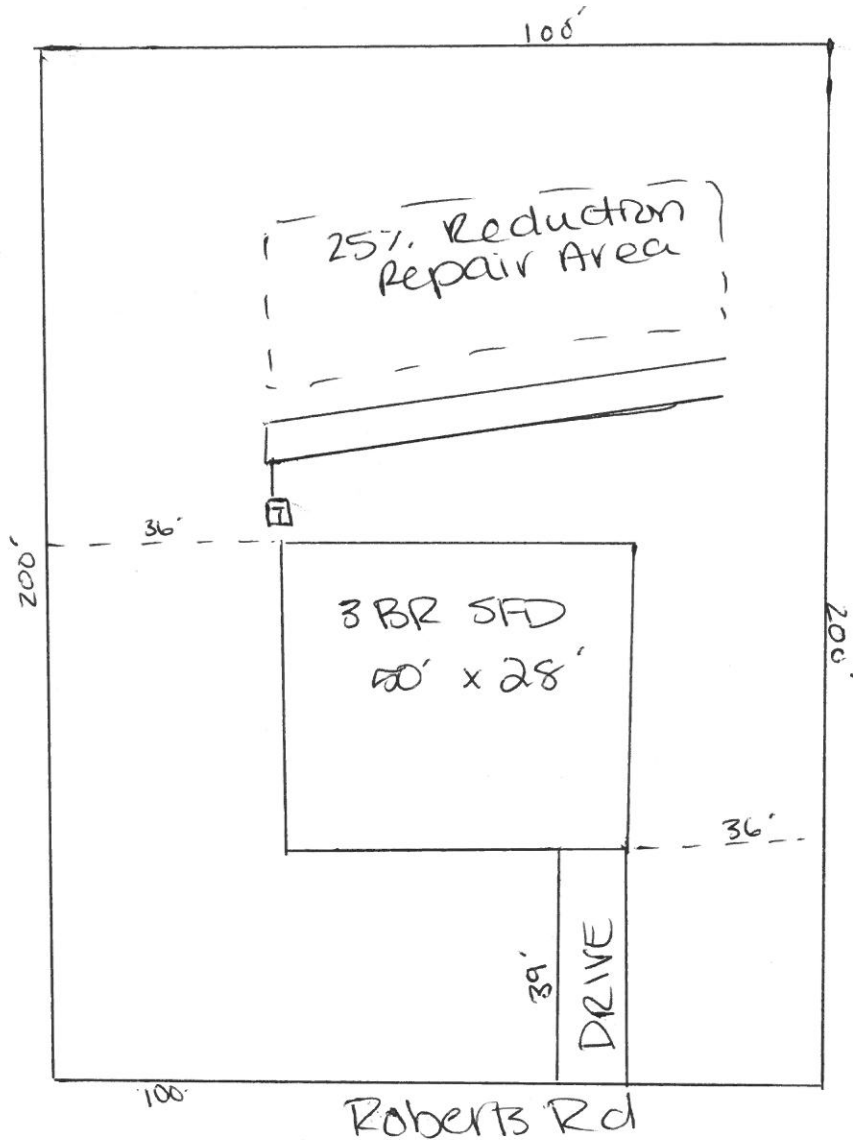 100'
25% Reduction
Repair Area
T
36'
200'
200'
3 BR SFD
50' x 28'
36'
39'
DRIVE
100'
Roberts Rd